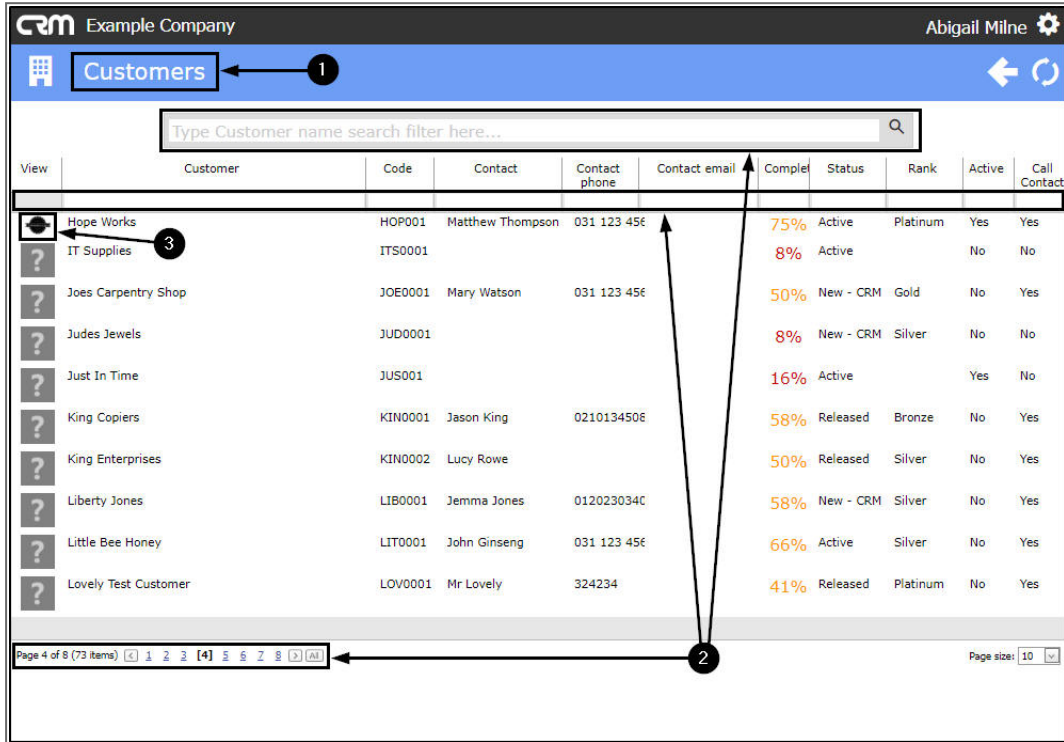 CRM Example Company Abigail Milne
Customers 1
Type Customer name search filter here...
View Customer Code Contact Contact phone Contact email Complet Status Rank Active Call Contact
Hope Works HOP001 Matthew Thompson 031 123 456 75% Active Platinum Yes Yes
3
? IT Supplies ITS0001 8% Active No No
? Joes Carpentry Shop JOE0001 Mary Watson 031 123 456 50% New - CRM Gold No Yes
? Judes Jewels JUD0001 8% New - CRM Silver No No
? Just In Time JUS001 16% Active Yes No
? King Copiers KIN0001 Jason King 0210134508 58% Released Bronze No Yes
? King Enterprises KIN0002 Lucy Rowe 50% Released Silver No Yes
? Liberty Jones LIB0001 Jemma Jones 0120230340 58% New - CRM Silver No Yes
? Little Bee Honey LIT0001 John Ginseng 031 123 456 66% Active Silver No Yes
? Lovely Test Customer LOV0001 Mr Lovely 324234 41% Released Platinum No Yes
Page 4 of 8 (73 items) < 1 2 3 [4] 5 6 7 8 > All 2 Page size: 10